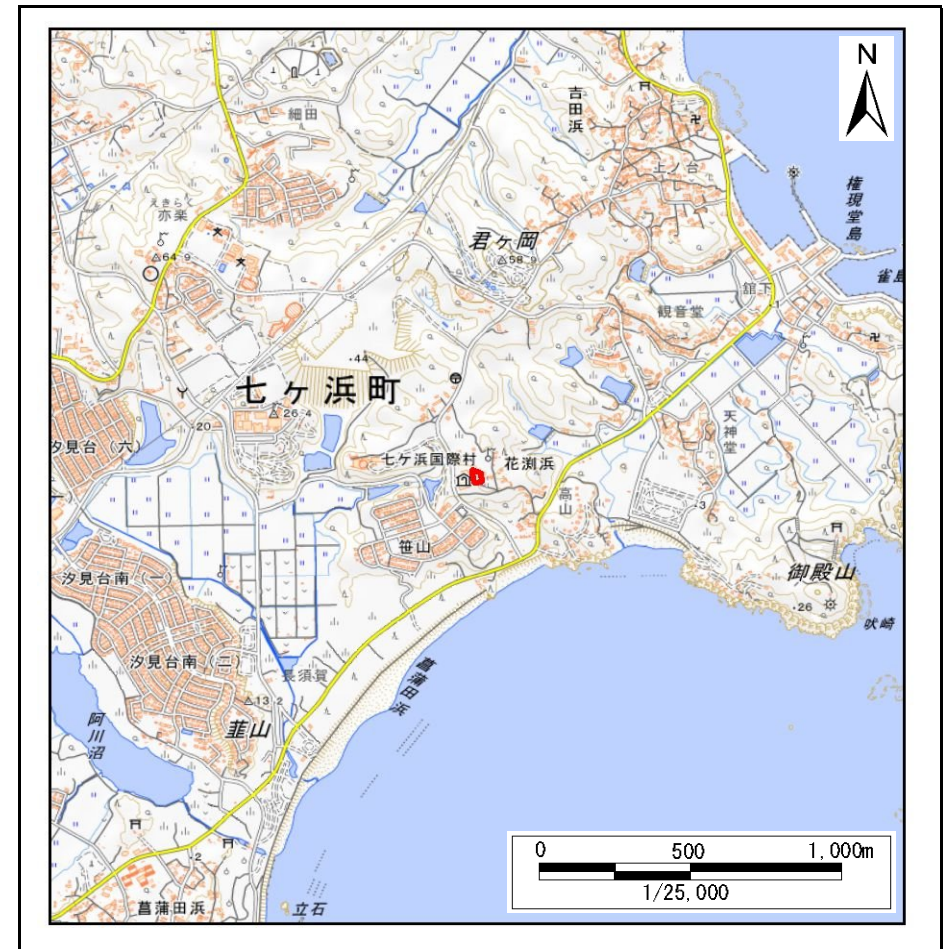 N
吉田浜
細田
土ノ台
権現堂島
えきらく
亦楽
君ヶ岡
58.9
64.9
雀島
舘下
観音堂
44
七ヶ浜町
26.4
20
汐見台（六）
天神堂
七ケ浜国際村
花渕浜
高山
3
笹山
御殿山
汐見台南（一）
26
吠崎
汐見台南（二）
長須賀
菖蒲田浜
13.2
韮山
阿川沼
2
菖蒲田浜
立石
0 500 1,000m
1/25,000